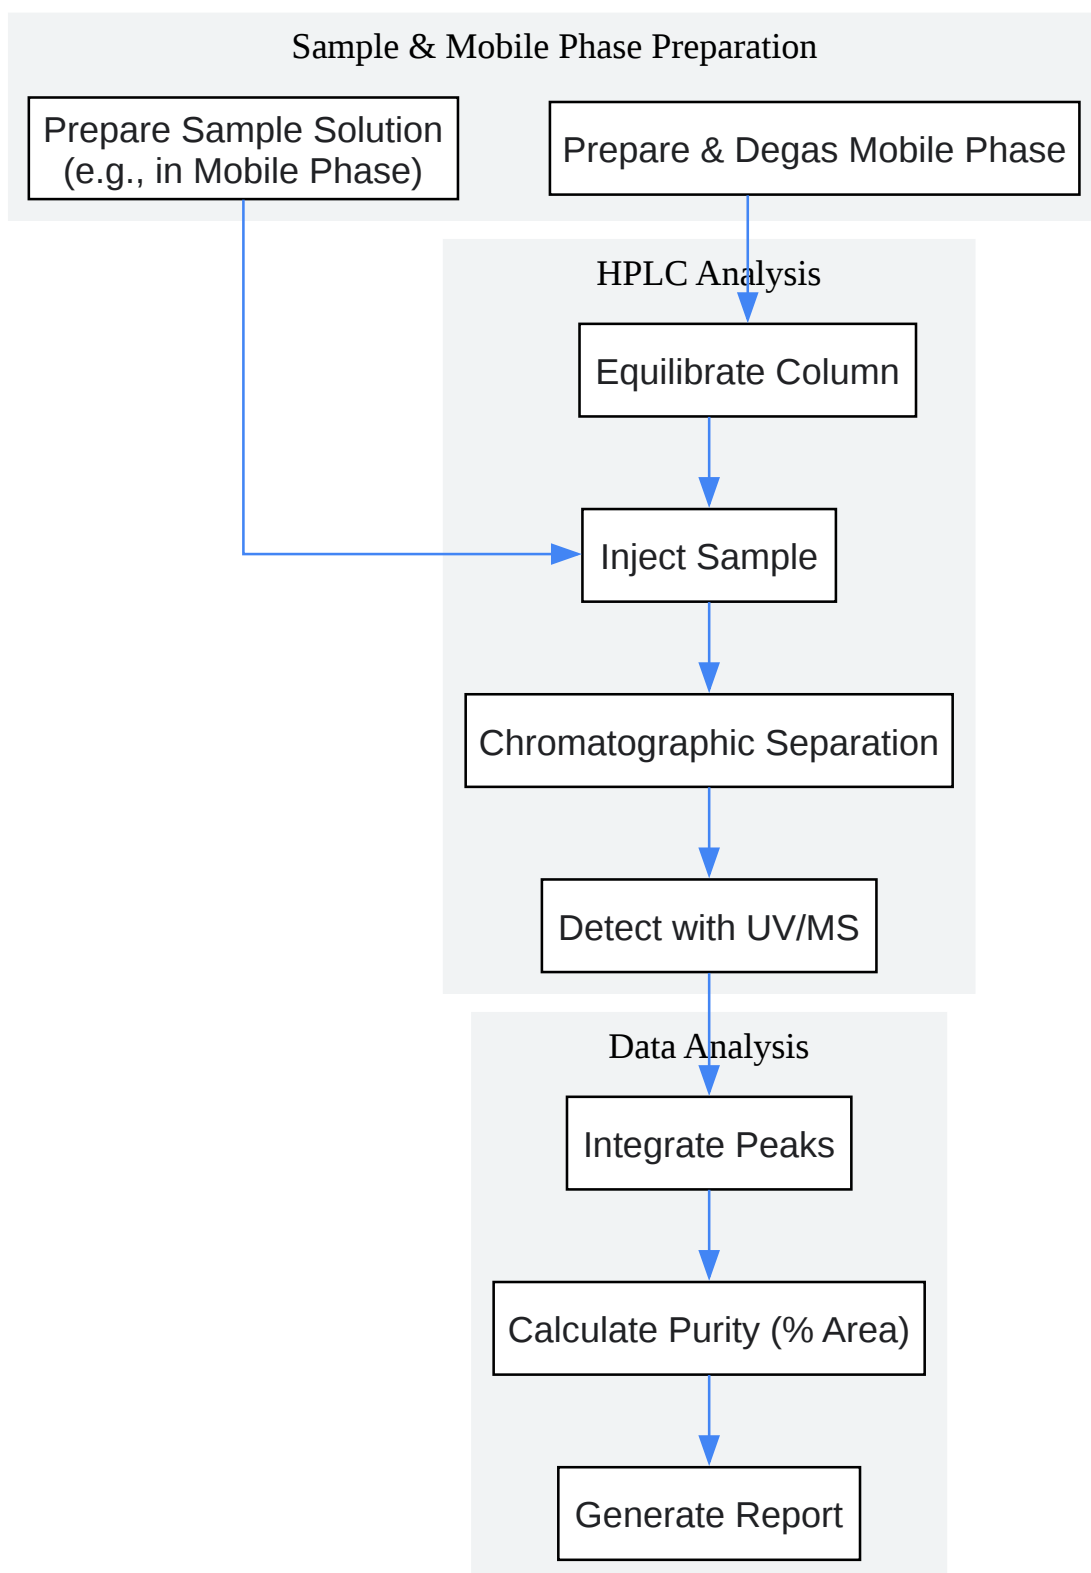 Sample & Mobile Phase Preparation
Prepare Sample Solution
(e.g., in Mobile Phase)
Prepare & Degas Mobile Phase
HPLC Analysis
Equilibrate Column
Inject Sample
Chromatographic Separation
Detect with UV/MS
Data Analysis
Integrate Peaks
Calculate Purity (% Area)
Generate Report